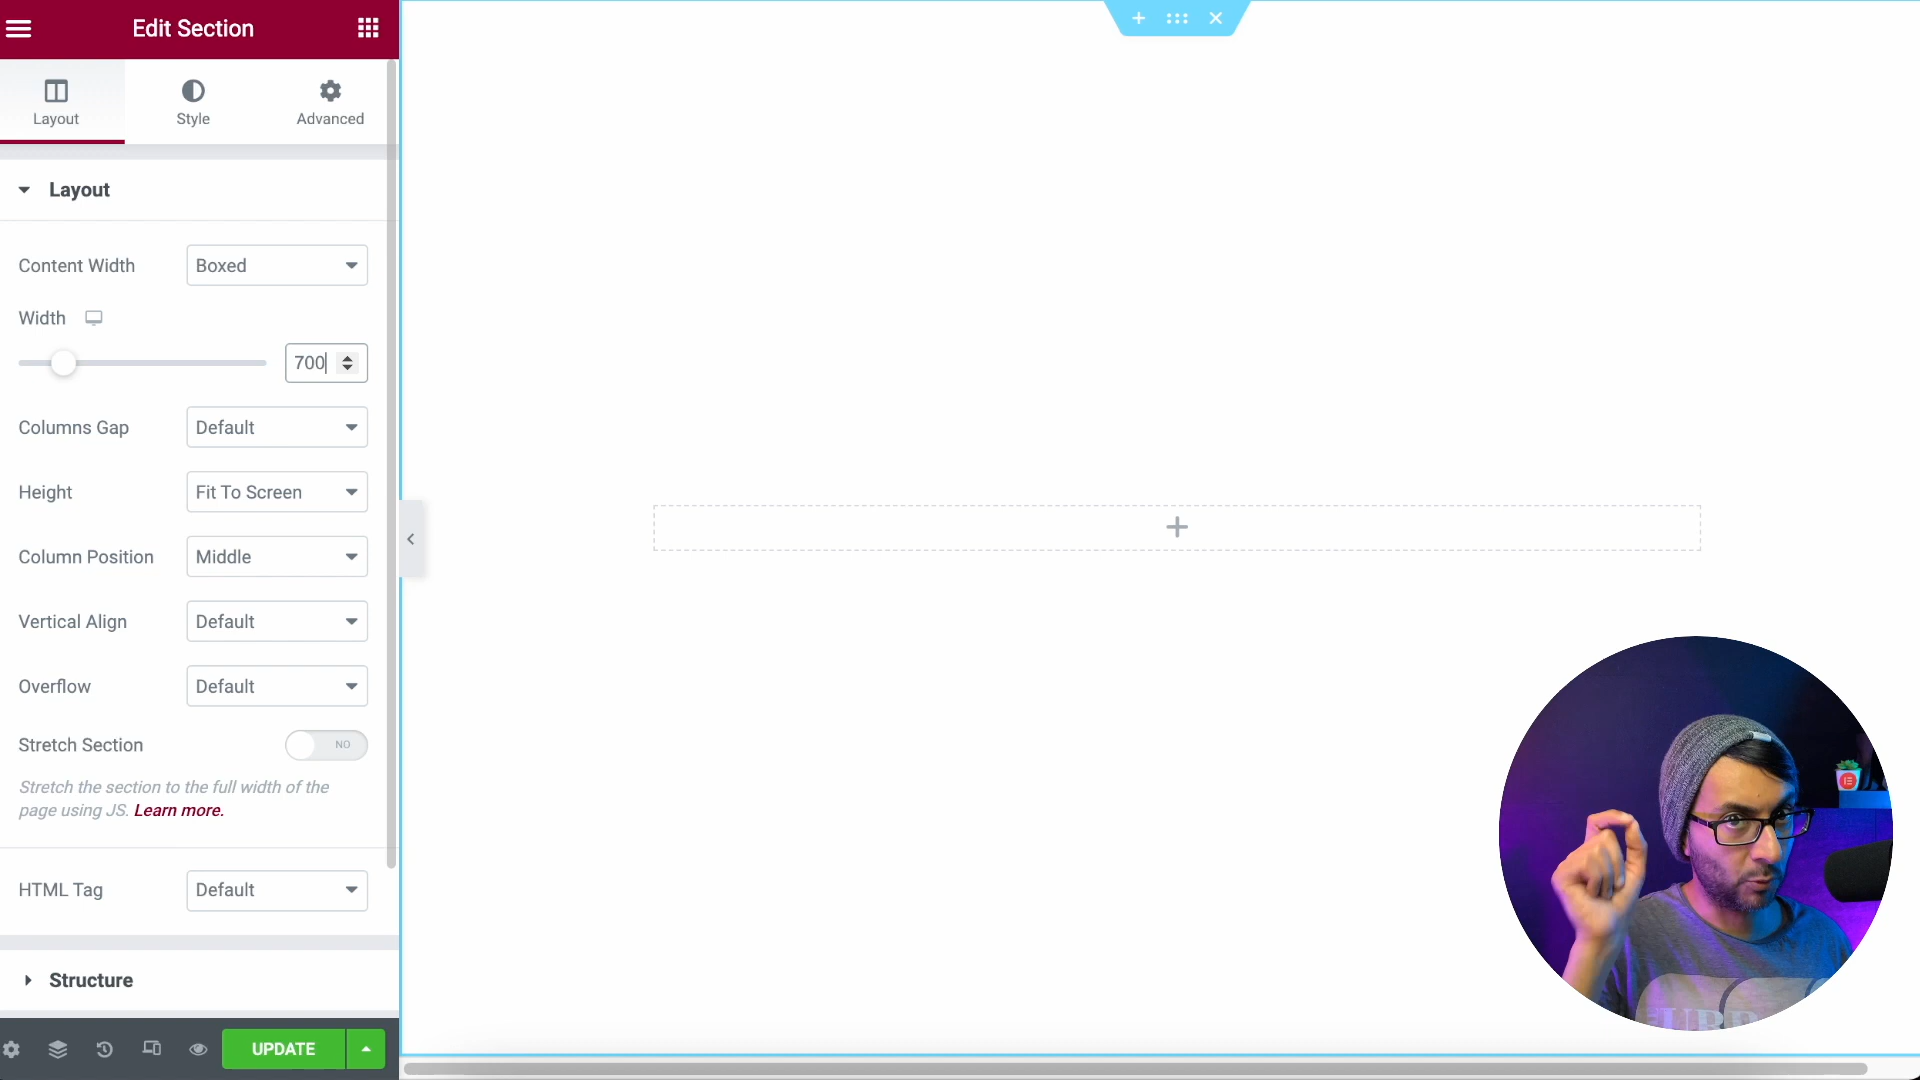 Edit Section
Layout
Style
Advanced
Layout
Content Width
Boxed
Width
700
Columns Gap
Default
Height
Fit To Screen
Column Position
Middle
Vertical Align
Default
Overflow
Default
Stretch Section
NO
Stretch the section to the full width of the
page using JS. Learn more.
HTML Tag
Default
Structure
UPDATE